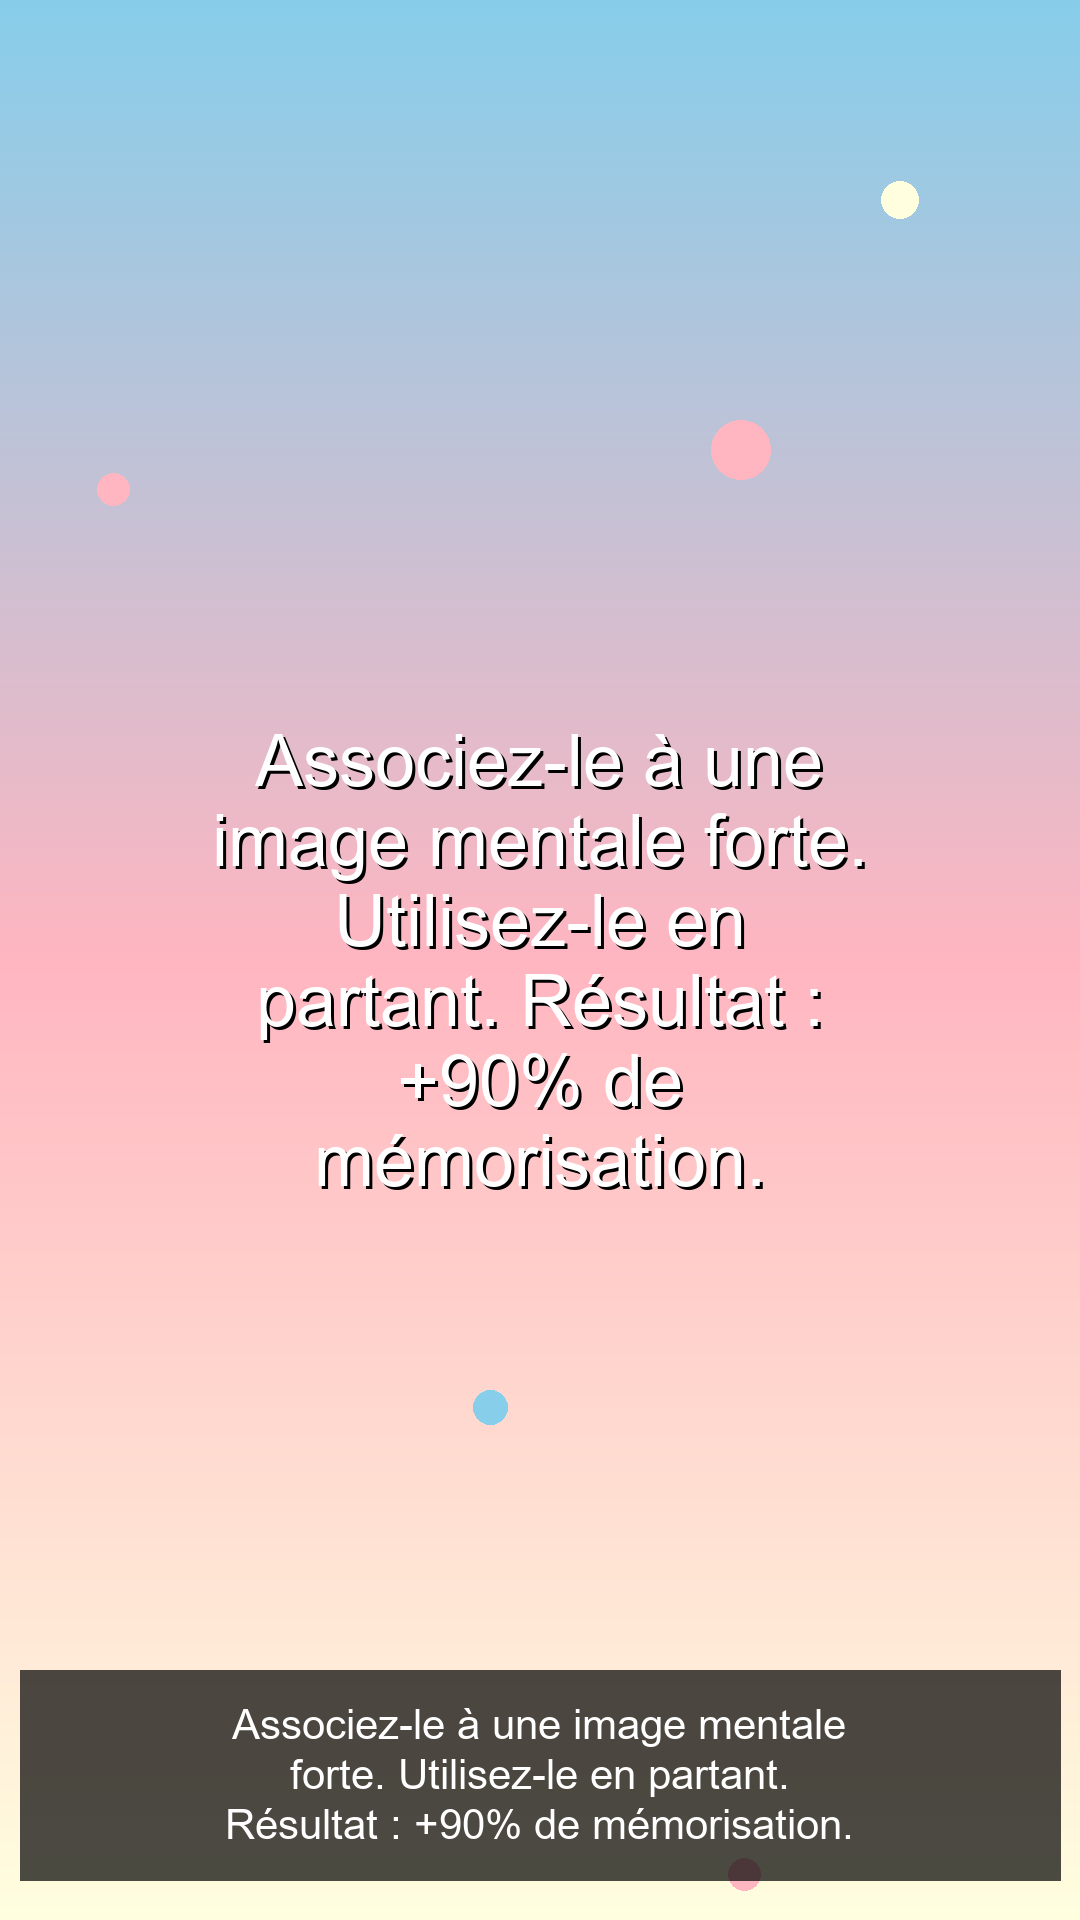 Associez-le à une
image mentale forte.
Utilisez-le en
partant. Résultat :
+90% de
mémorisation.
Associez-le à une image mentale
forte. Utilisez-le en partant.
Résultat : +90% de mémorisation.